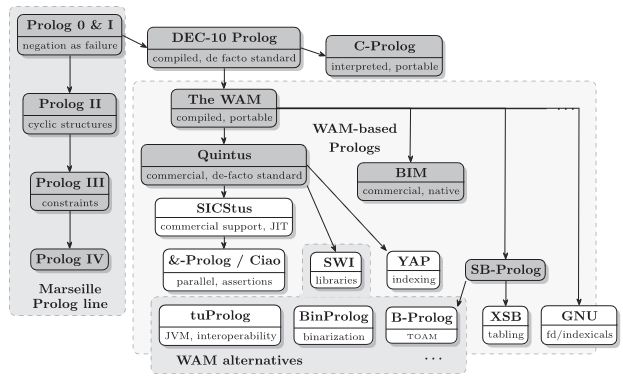 Prolog 0 & I
negation as failure
DEC-10 Prolog
compiled, de facto standard
C-Prolog
interpreted, portable
Prolog II
cyclic structures
The WAM
compiled, portable
...
WAM-based
Prologs
Quintus
commercial, de-facto standard
BIM
commercial, native
Prolog III
constraints
SICStus
commercial support, JIT
Prolog IV
&-Prolog / Ciao
parallel, assertions
SWI
libraries
YAP
indexing
SB-Prolog
Marseille
Prolog line
tuProlog
JVM, interoperability
BinProlog
binarization
B-Prolog
TOAM
XSB
tabling
GNU
fd/indexicals
WAM alternatives
...